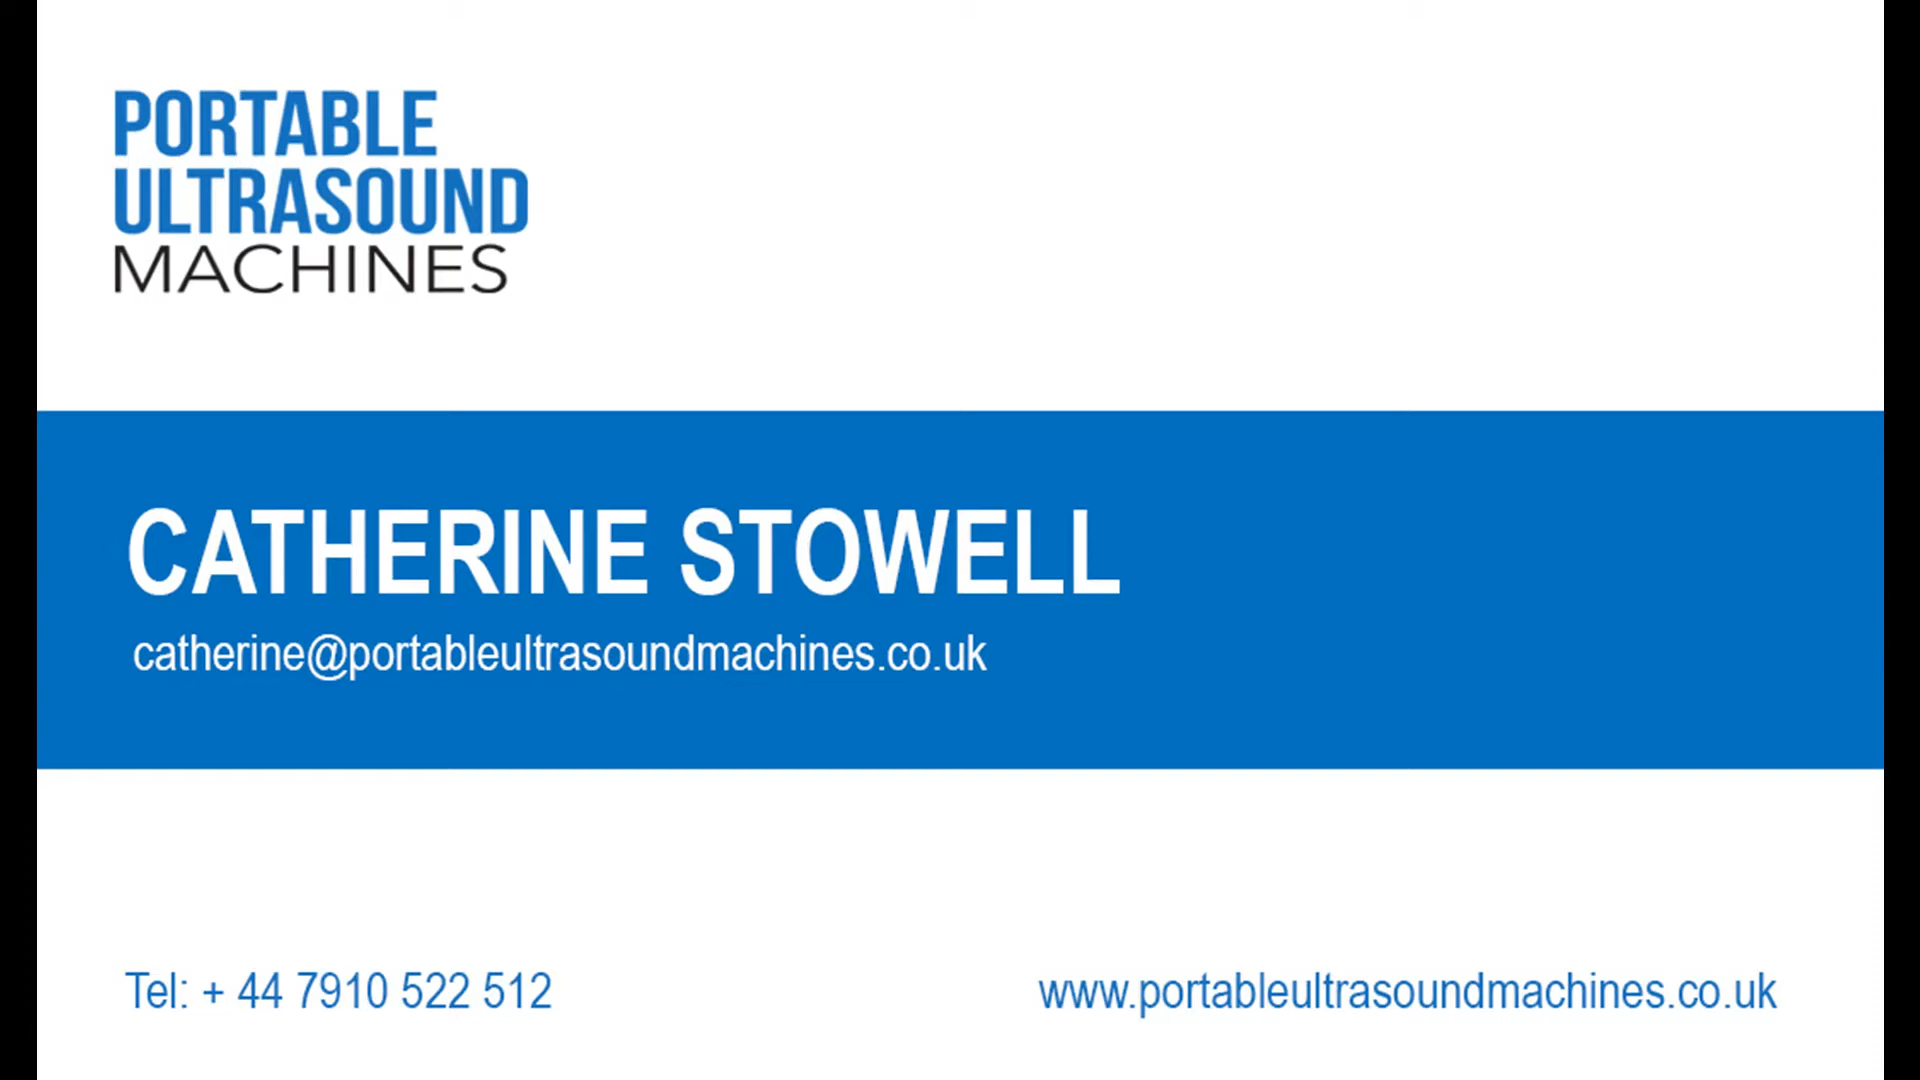 PORTABLE
ULTRASOUND
MACHINES
CATHERINE STOWELL
catherine@portableultrasoundmachines.co.uk
Tel: + 44 7910 522 512
www.portableultrasoundmachines.co.uk